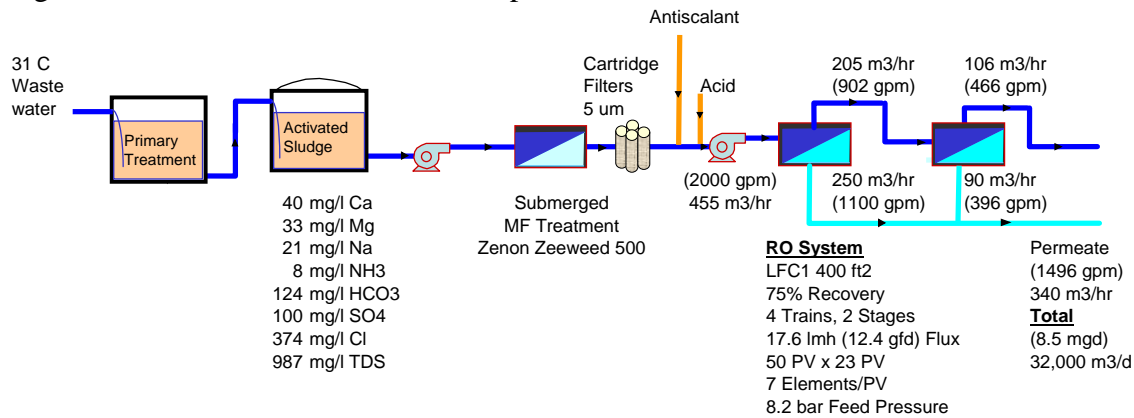 Antiscalant
31 C
Waste
water
Cartridge
Filters
5 um
Acid
205 m3/hr
(902 gpm)
106 m3/hr
(466 gpm)
Primary
Treatment
Activated
Sludge
(2000 gpm)
455 m3/hr
250 m3/hr
(1100 gpm)
90 m3/hr
(396 gpm)
40 mg/l Ca
33 mg/l Mg
21 mg/l Na
8 mg/l NH3
124 mg/l HCO3
100 mg/l SO4
374 mg/l Cl
987 mg/l TDS
Submerged
MF Treatment
Zenon Zeeweed 500
RO System
LFC1 400 ft2
75% Recovery
4 Trains, 2 Stages
17.6 lmh (12.4 gfd) Flux
50 PV x 23 PV
7 Elements/PV
8.2 bar Feed Pressure
Permeate
(1496 gpm)
340 m3/hr
Total
(8.5 mgd)
32,000 m3/d